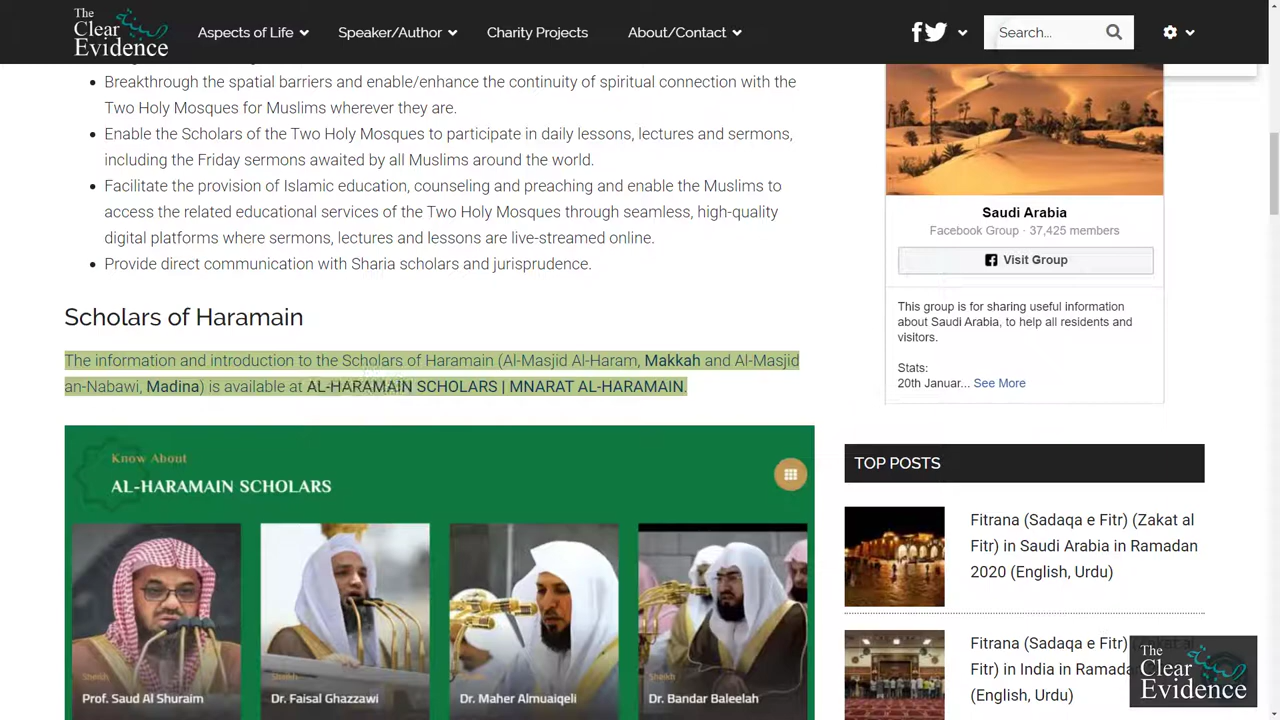 The
Clear
Evidence
Aspects of Life
Speaker/Author
Charity Projects
About/Contact
Search...
Breakthrough the spatial barriers and enable/enhance the continuity of spiritual connection with the
Two Holy Mosques for Muslims wherever they are.
Enable the Scholars of the Two Holy Mosques to participate in daily lessons, lectures and sermons,
including the Friday sermons awaited by all Muslims around the world.
Facilitate the provision of Islamic education, counseling and preaching and enable the Muslims to
access the related educational services of the Two Holy Mosques through seamless, high-quality
digital platforms where sermons, lectures and lessons are live-streamed online.
Provide direct communication with Sharia scholars and jurisprudence.
Scholars of Haramain
The information and introduction to the Scholars of Haramain (Al-Masjid Al-Haram, Makkah and Al-Masjid
an-Nabawi, Madina) is available at AL-HARAMAIN SCHOLARS | MNARAT AL-HARAMAIN.
Know About
AL-HARAMAIN SCHOLARS
Sheikh
Prof. Saud Al Shuraim
Sheikh
Dr. Faisal Ghazzawi
Sheikh
Dr. Maher Almuaiqeli
Sheikh
Dr. Bandar Baleelah
Saudi Arabia
Facebook Group · 37,425 members
Visit Group
This group is for sharing useful information
about Saudi Arabia, to help all residents and
visitors.
Stats:
20th Januar... See More
TOP POSTS
Fitrana (Sadaqa e Fitr) (Zakat al
Fitr) in Saudi Arabia in Ramadan
2020 (English, Urdu)
Fitrana (Sadaqa e Fitr)
Fitr) in India in Ramada
(English, Urdu)
The
Clear
Evidence